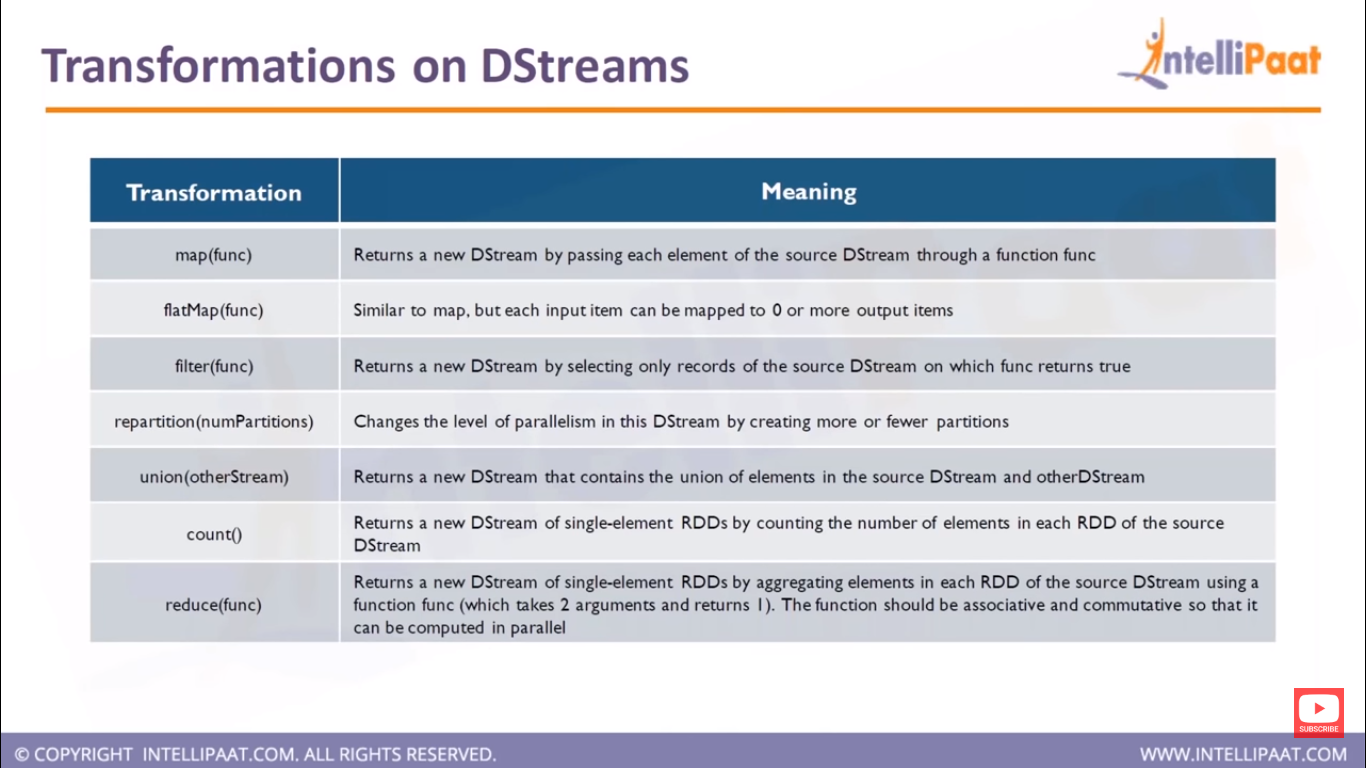 Transformations on DStreams
IntelliPaat
Transformation
Meaning
map(func)
Returns a new DStream by passing each element of the source DStream through a function func
flatMap(func)
Similar to map, but each input item can be mapped to 0 or more output items
filter(func)
Returns a new DStream by selecting only records of the source DStream on which func returns true
repartition(numPartitions)
Changes the level of parallelism in this DStream by creating more or fewer partitions
union(otherStream)
Returns a new DStream that contains the union of elements in the source DStream and otherDStream
count()
Returns a new DStream of single-element RDDs by counting the number of elements in each RDD of the source
DStream
reduce(func)
Returns a new DStream of single-element RDDs by aggregating elements in each RDD of the source DStream using a
function func (which takes 2 arguments and returns 1). The function should be associative and commutative so that it
can be computed in parallel
SUBSCRIBE
© COPYRIGHT INTELLIPAAT.COM. ALL RIGHTS RESERVED.
WWW.INTELLIPAAT.COM